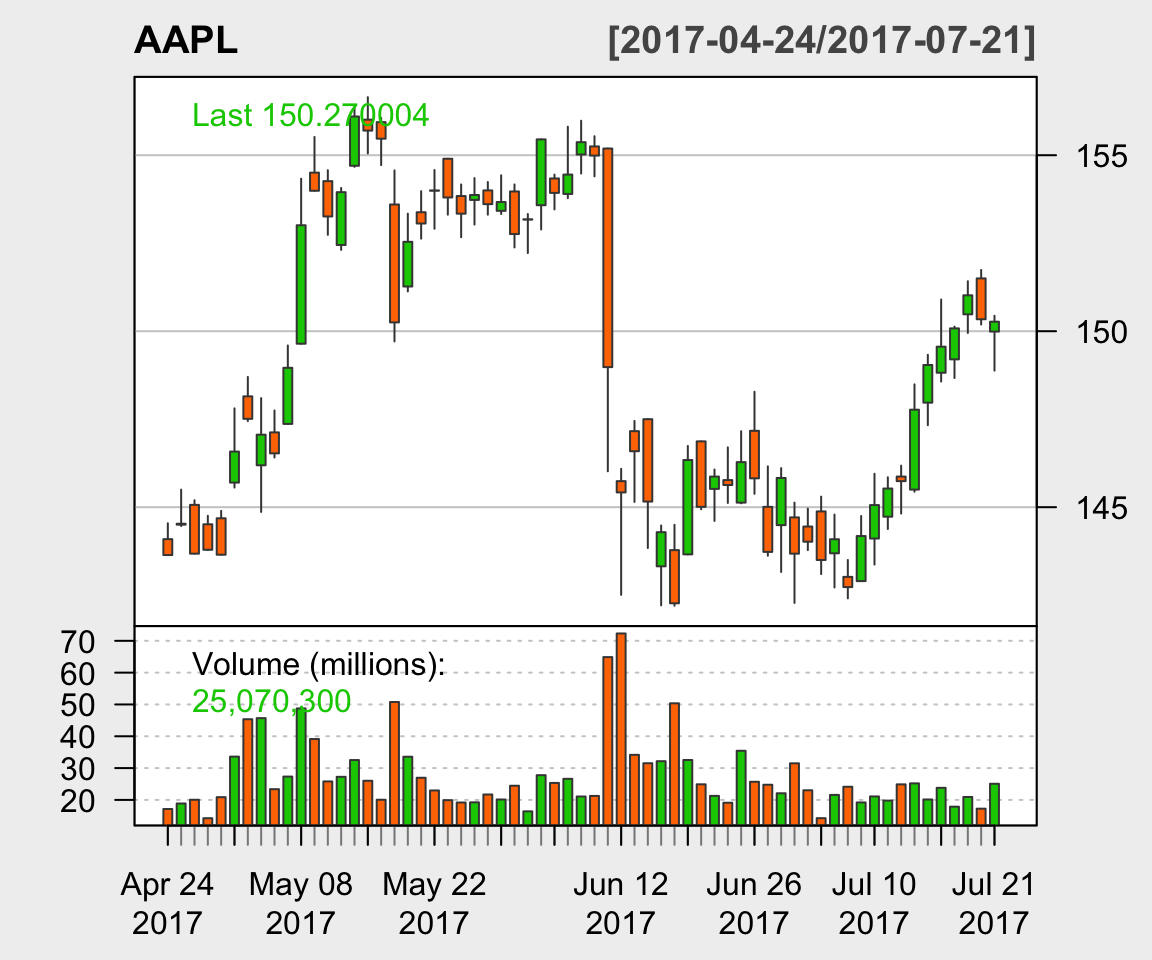 AAPL [2017-04-24/2017-07-21]
Last 150.270004
155
150
145
70
Volume (millions):
60
25,070,300
50
40
30
20
Apr 24 May 08 May 22 Jun 12 Jun 26 Jul 10 Jul 21
2017 2017 2017 2017 2017 2017 2017